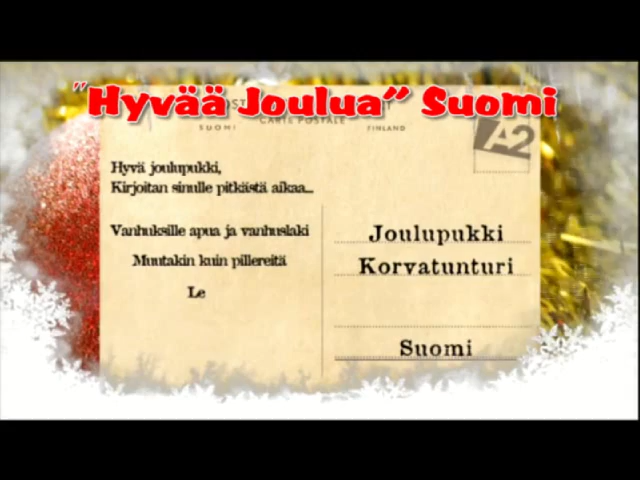 "Hyvää Joulua" Suomi
CARTE POSTALE
SUOMI FINLAND
A2
Hyvä joulupukki,
Kirjoitan sinulle pitkästä aikaa...
Vanhuksille apua ja vanhuslaki
Muutakin kuin pillereitä
Le
Joulupukki
Korvatunturi
Suomi